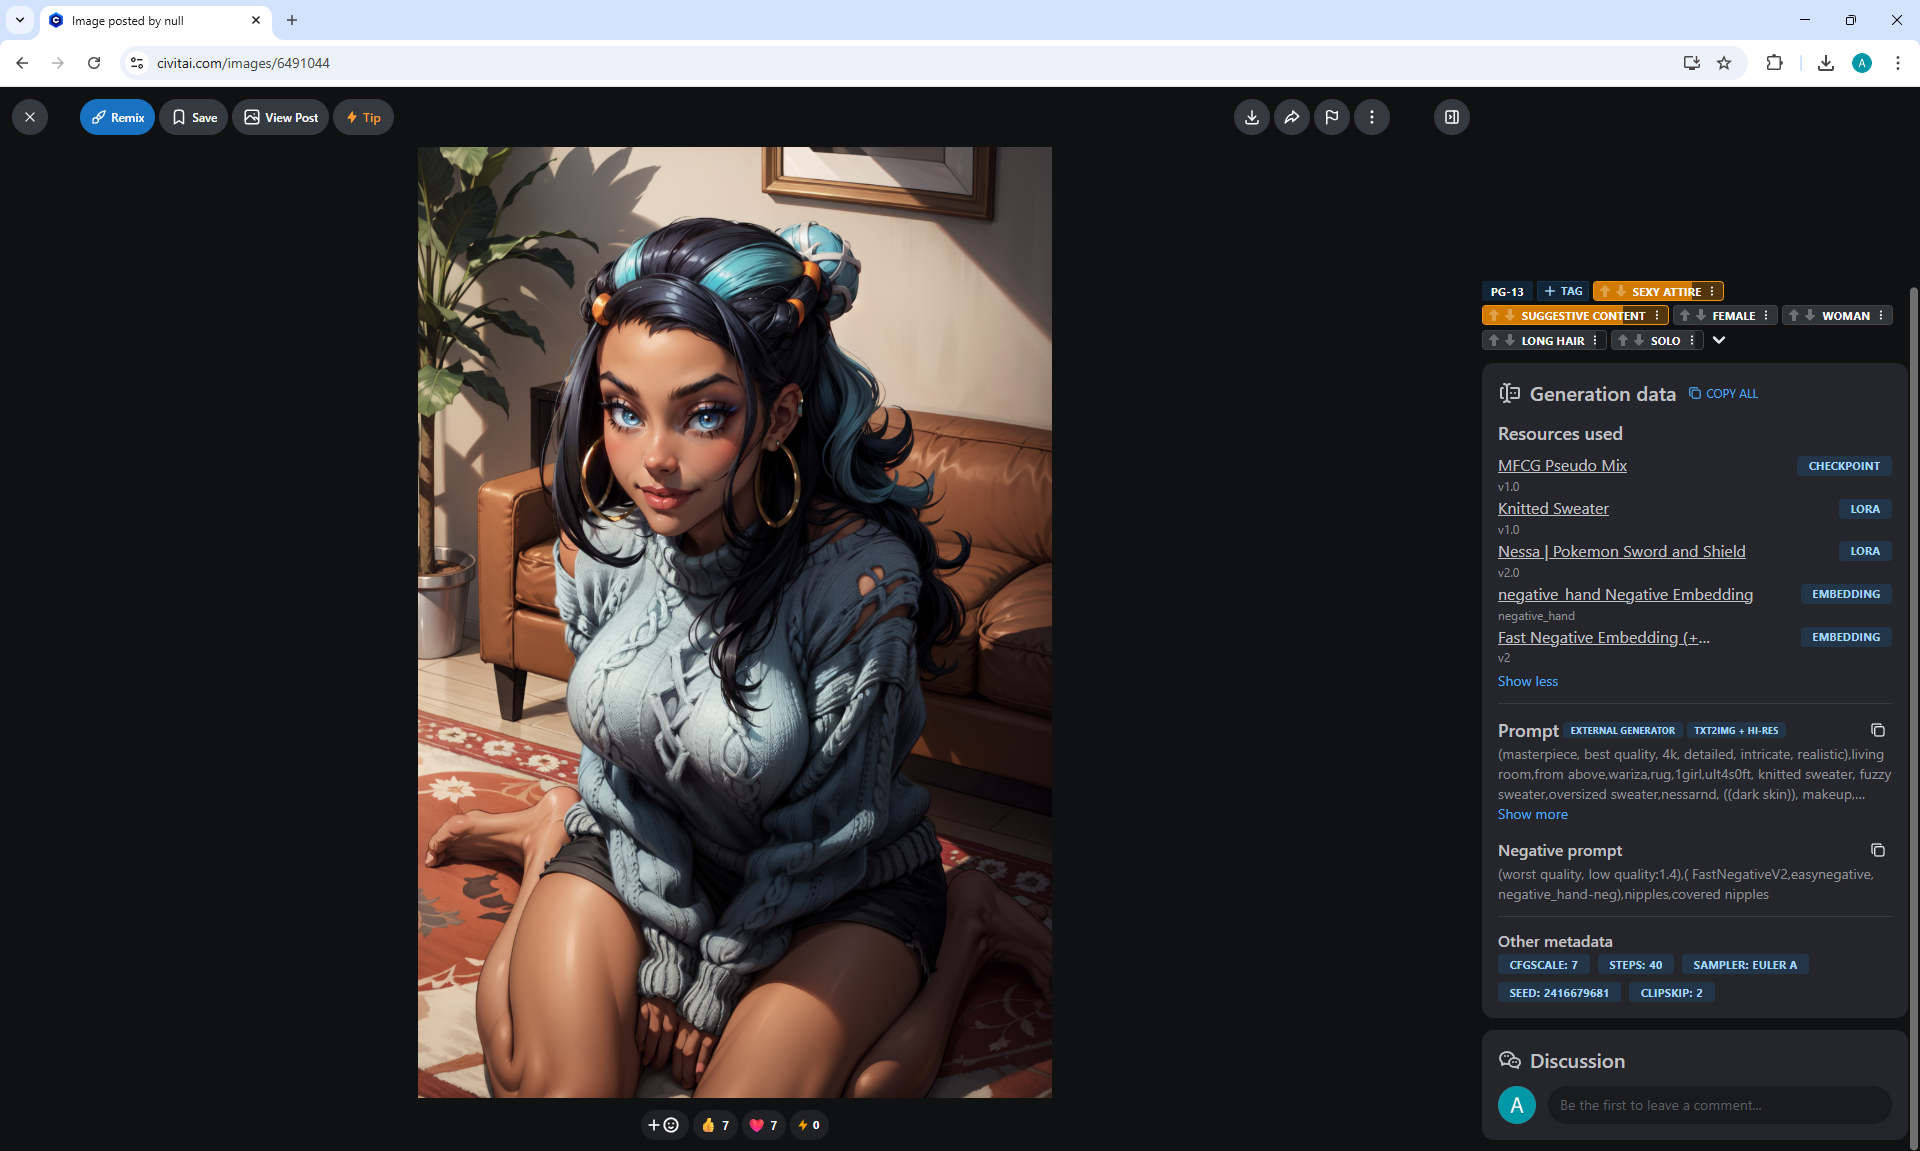 Image posted by null
civitai.com/images/6491044
A
Remix
Save
View Post
Tip
PG-13
+ TAG
SEXY ATTIRE
SUGGESTIVE CONTENT
FEMALE
WOMAN
LONG HAIR
SOLO
Generation data
COPY ALL
Resources used
MFCG Pseudo Mix
CHECKPOINT
v1.0
Knitted Sweater
LORA
v1.0
Nessa | Pokemon Sword and Shield
LORA
v2.0
negative_hand Negative Embedding
EMBEDDING
negative_hand
Fast Negative Embedding (+...
EMBEDDING
v2
Show less
Prompt
EXTERNAL GENERATOR
TXT2IMG + HI-RES
(masterpiece, best quality, 4k, detailed, intricate, realistic),living
room,from above,wariza,rug,1girl,ult4s0ft, knitted sweater, fuzzy
sweater,oversized sweater,nessarnd, ((dark skin)), makeup,...
Show more
Negative prompt
(worst quality, low quality:1.4),( FastNegativeV2,easynegative,
negative_hand-neg),nipples,covered nipples
Other metadata
CFGSCALE: 7
STEPS: 40
SAMPLER: EULER A
SEED: 2416679681
CLIPSKIP: 2
Discussion
A
Be the first to leave a comment...
7
7
0